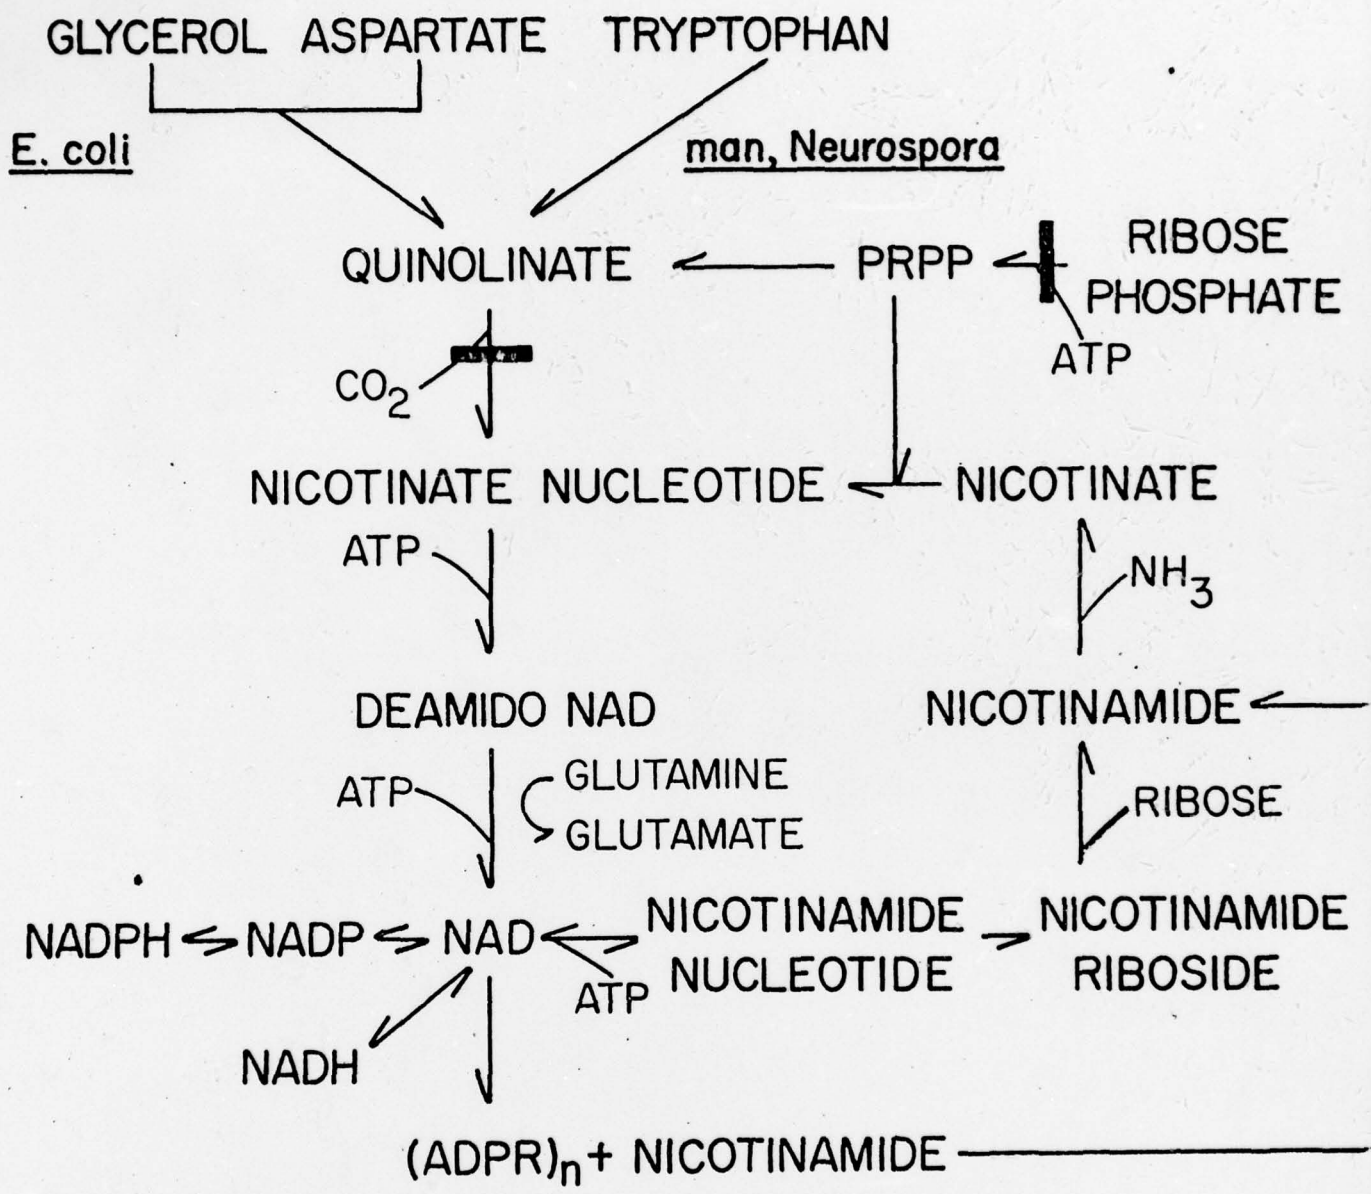 GLYCEROL ASPARTATE TRYPTOPHAN
E. coli
man, Neurospora
QUINOLINATE
PRPP
RIBOSE
PHOSPHATE
ATP
CO2
NICOTINATE NUCLEOTIDE
NICOTINATE
ATP
NH3
DEAMIDO NAD
NICOTINAMIDE
ATP
GLUTAMINE
GLUTAMATE
RIBOSE
NADPH
NADP
NAD
NICOTINAMIDE
NUCLEOTIDE
NICOTINAMIDE
RIBOSIDE
ATP
NADH
(ADPR)n + NICOTINAMIDE